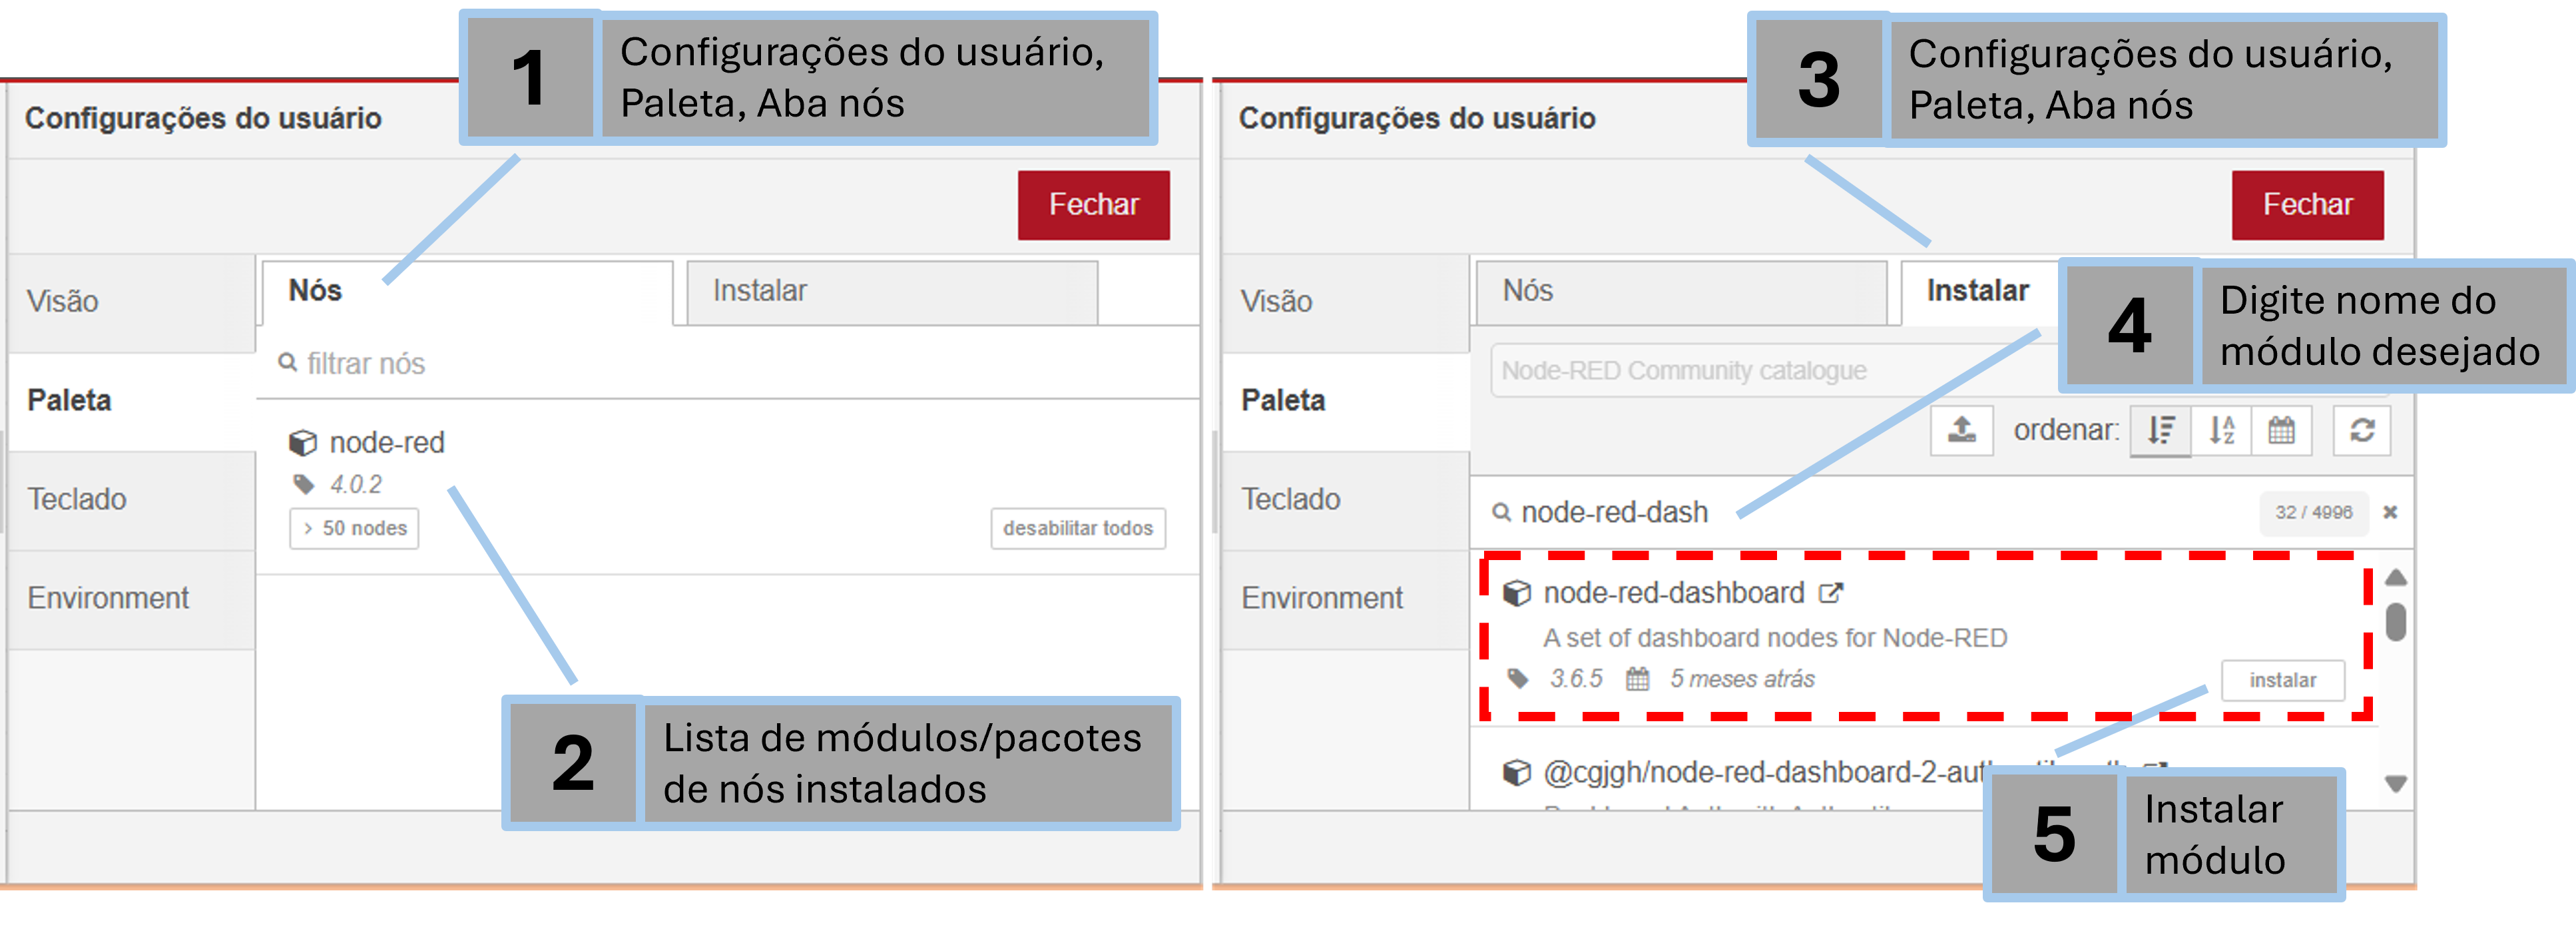 1
Configurações do usuário,
Paleta, Aba nós
Configurações do usuário
Fechar
Visão
Paleta
Teclado
Environment
Nós
Instalar
filtrar nós
node-red
4.0.2
> 50 nodes
desabilitar todos
2
Lista de módulos/pacotes
de nós instalados
3
Configurações do usuário,
Paleta, Aba nós
Configurações do usuário
Fechar
Visão
Paleta
Teclado
Environment
Nós
Instalar
4
Digite nome do
módulo desejado
Node-RED Community catalogue
ordenar:
node-red-dash
32 / 4996
node-red-dashboard
A set of dashboard nodes for Node-RED
3.6.5 5 meses atrás
instalar
@cgjgh/node-red-dashboard-2-aut
5
Instalar
módulo